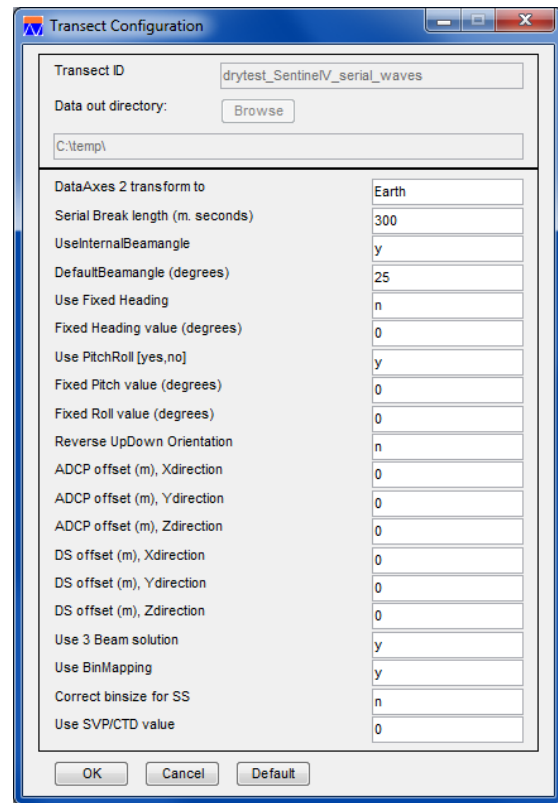 Transect Configuration
Transect ID drytest_SentinelV_serial_waves
Data out directory: Browse
C:\temp\
DataAxes 2 transform to Earth
Serial Break length (m. seconds) 300
UseInternalBeamangle y
DefaultBeamangle (degrees) 25
Use Fixed Heading n
Fixed Heading value (degrees) 0
Use PitchRoll [yes,no] y
Fixed Pitch value (degrees) 0
Fixed Roll value (degrees) 0
Reverse UpDown Orientation n
ADCP offset (m), Xdirection 0
ADCP offset (m), Ydirection 0
ADCP offset (m), Zdirection 0
DS offset (m), Xdirection 0
DS offset (m), Ydirection 0
DS offset (m), Zdirection 0
Use 3 Beam solution y
Use BinMapping y
Correct binsize for SS n
Use SVP/CTD value 0
OK Cancel Default